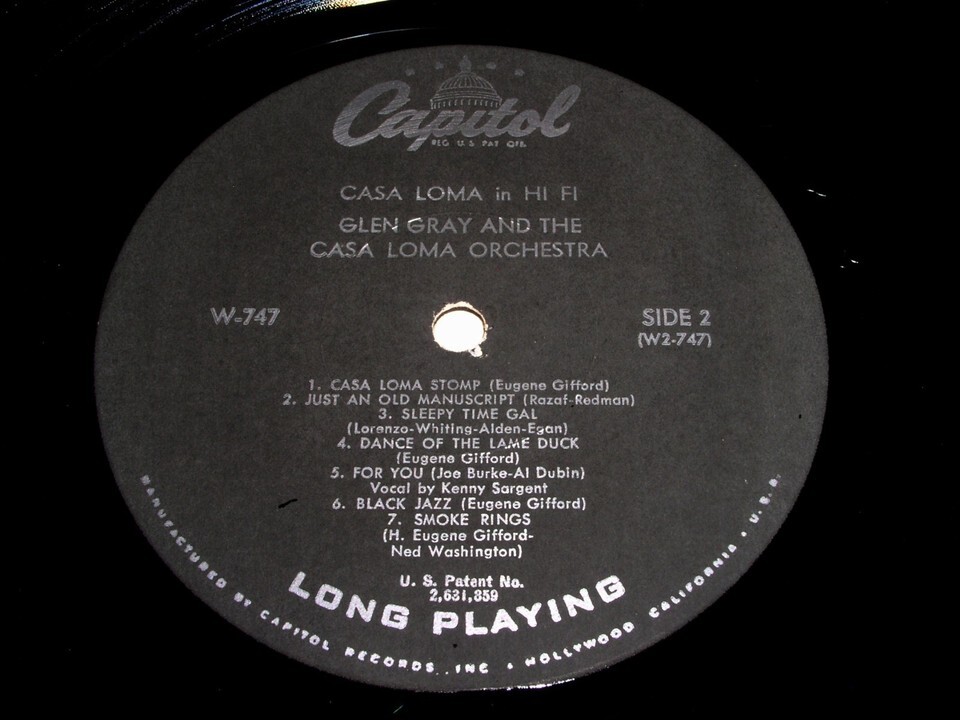 Capitol
REG. U.S. PAT. OFF.
CASA LOMA in HI FI
GLEN GRAY AND THE
CASA LOMA ORCHESTRA
W-747
SIDE 2
(W2-747)
1. CASA LOMA STOMP (Eugene Gifford)
2. JUST AN OLD MANUSCRIPT (Razaf-Redman)
3. SLEEPY TIME GAL
(Lorenzo-Whiting-Alden-Egan)
4. DANCE OF THE LAME DUCK
(Eugene Gifford)
5. FOR YOU (Joe Burke-Al Dubin)
Vocal by Kenny Sargent
6. BLACK JAZZ (Eugene Gifford)
7. SMOKE RINGS
(H. Eugene Gifford-
Ned Washington)
U. S. Patent No.
2,631,859
LONG PLAYING
MANUFACTURED BY CAPITOL RECORDS, INC • HOLLYWOOD CALIFORNIA • U.S.A.